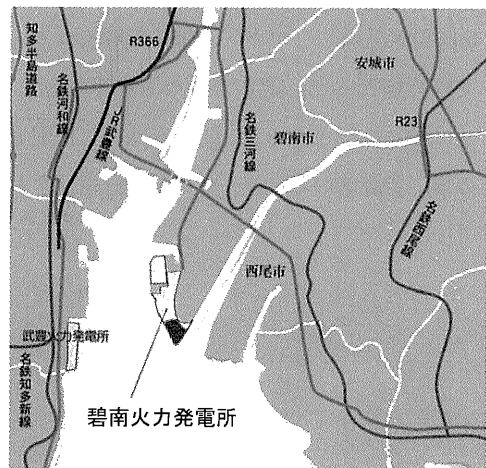 知多半島道路
名鉄河和線
R366
JR武豊線
名鉄三河線
安城市
碧南市
R23
名鉄西尾線
西尾市
武豊火力発電所
名鉄知多新線
碧南火力発電所